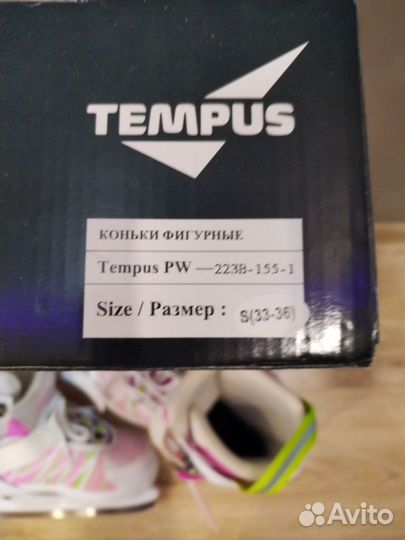 TEMPUS
КОНЬКИ ФИГУРНЫЕ
Tempus PW —223B-155-1
Size / Размер : S(33-36)
Avito